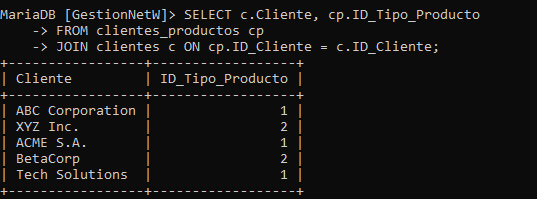 MariaDB [GestionNetW]> SELECT c.Cliente, cp.ID_Tipo_Producto
    -> FROM clientes_productos cp
    -> JOIN clientes c ON cp.ID_Cliente = c.ID_Cliente;
+-----------------+------------------+
| Cliente         | ID_Tipo_Producto |
+-----------------+------------------+
| ABC Corporation |                1 |
| XYZ Inc.        |                2 |
| ACME S.A.       |                1 |
| BetaCorp        |                2 |
| Tech Solutions  |                1 |
+-----------------+------------------+